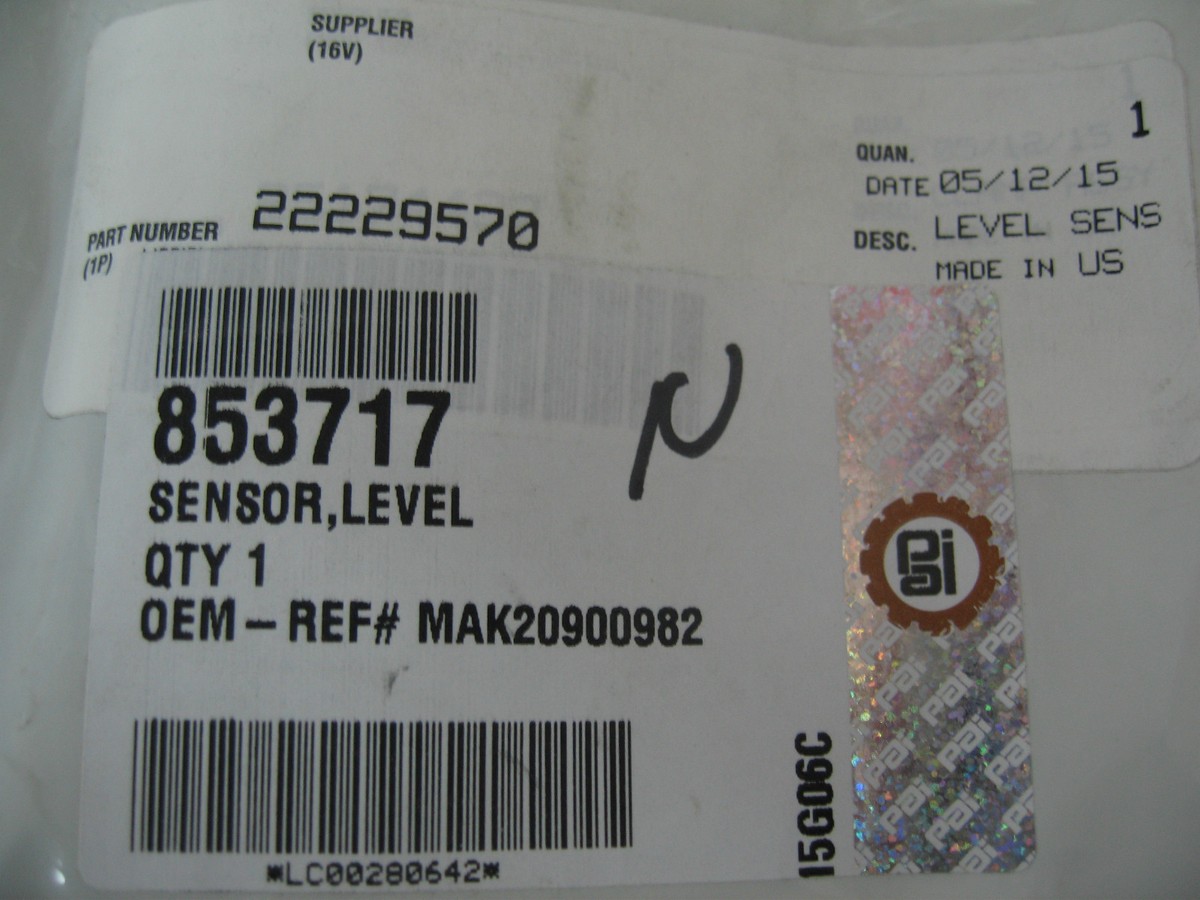 SUPPLIER
(16V)
1
QUAN.
DATE 05/12/15
PART NUMBER 22229570
(1P)
DESC. LEVEL SENS
MADE IN US
853717
SENSOR,LEVEL
QTY 1
OEM-REF# MAK20900982
N
pai
15G06C
*LC00280642*